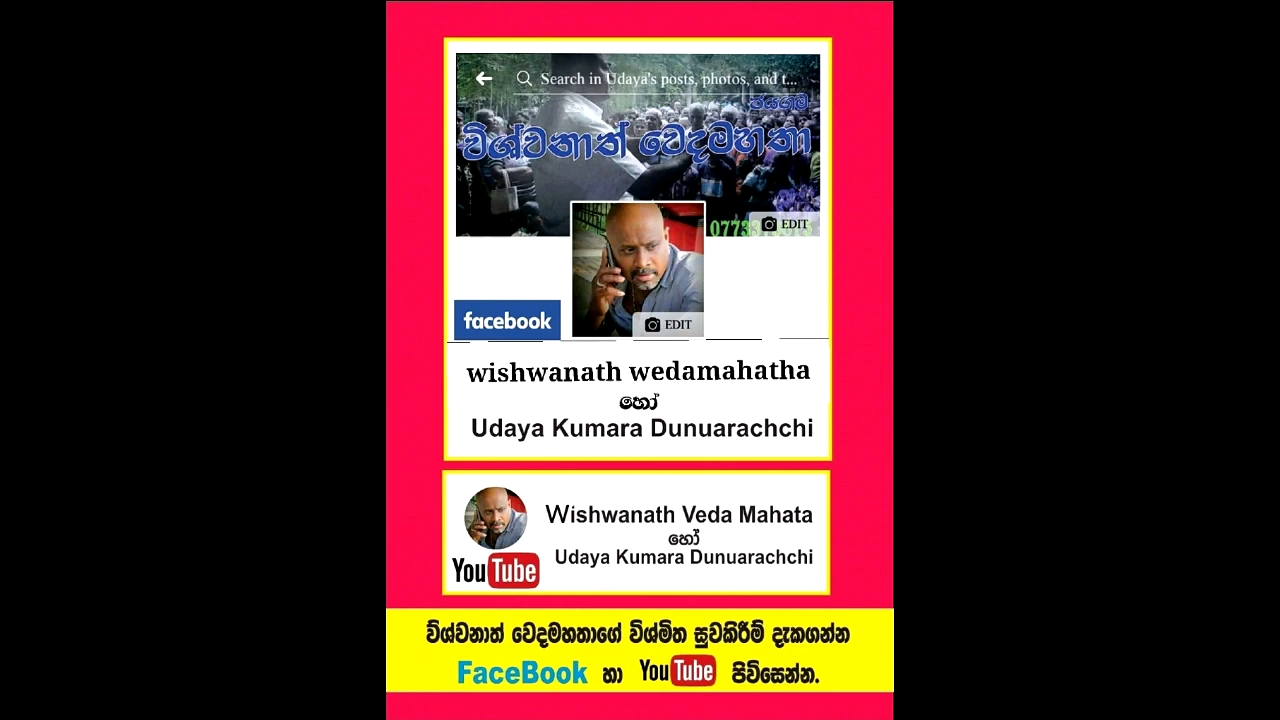 Search in Udaya's posts, photos, and t...
විශ්වනාත් වෙදමහතා
EDIT
EDIT
facebook
wishwanath wedamahatha
හෝ
Udaya Kumara Dunuarachchi
Wishwanath Veda Mahata
හෝ
Udaya Kumara Dunuarachchi
YouTube
විශ්වනාත් වෙදමහතාගේ විශ්මිත සුවකිරීම් දැකගන්න
FaceBook හා YouTube පිවිසෙන්න.